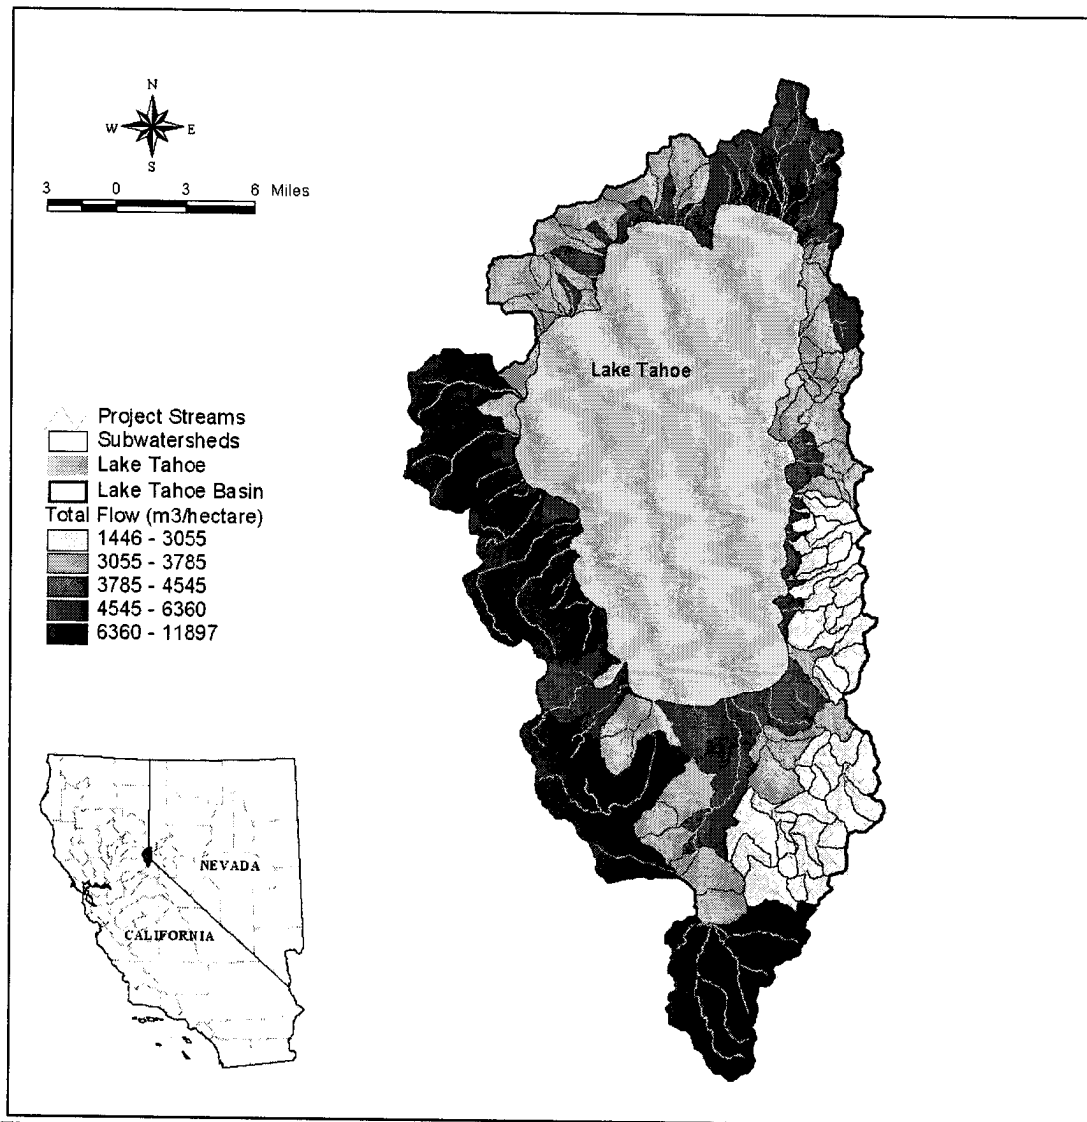 N
W E
S
3 0 3 6 Miles
Lake Tahoe
Project Streams
Subwatersheds
Lake Tahoe
Lake Tahoe Basin
Total Flow (m3/hectare)
1446 - 3055
3055 - 3785
3785 - 4545
4545 - 6360
6360 - 11897
NEVADA
CALIFORNIA